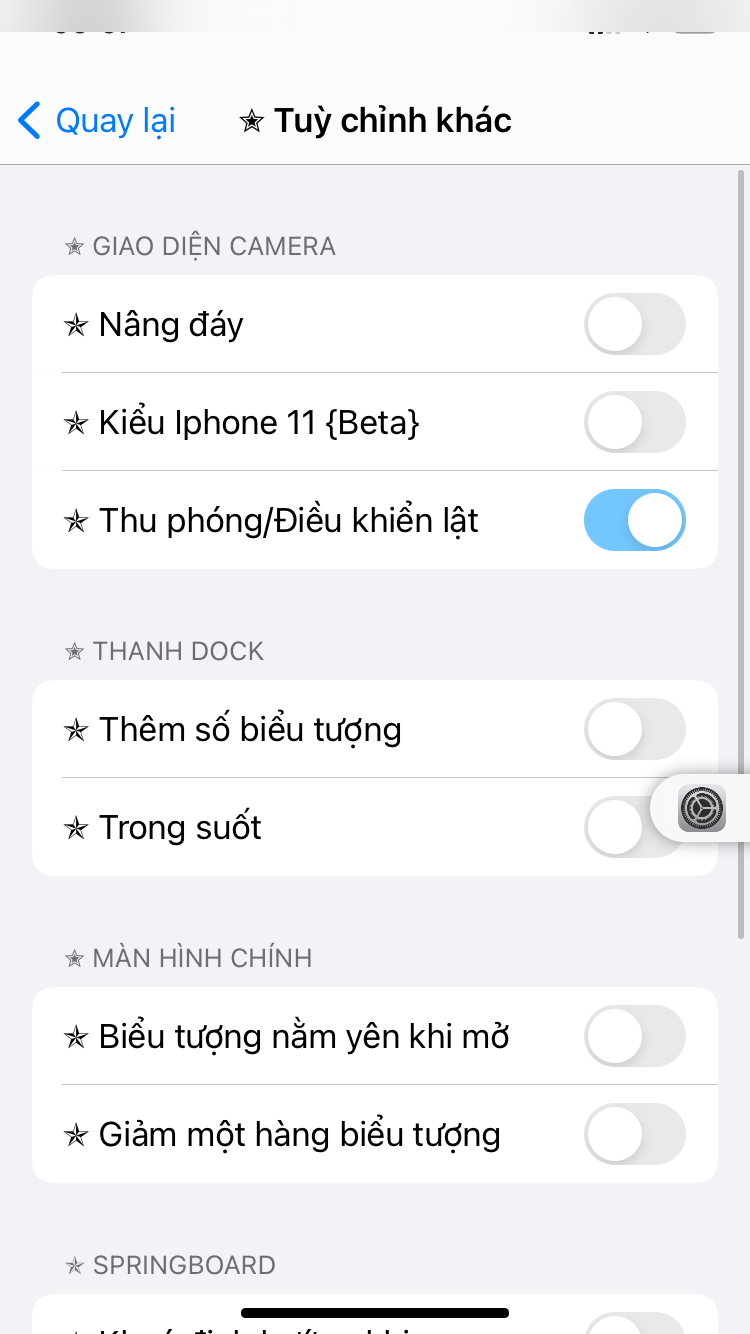 Quay lại
✯ Tuỳ chỉnh khác
✯ GIAO DIỆN CAMERA
✯ Nâng đáy
✯ Kiểu Iphone 11 {Beta}
✯ Thu phóng/Điều khiển lật
✯ THANH DOCK
✯ Thêm số biểu tượng
✯ Trong suốt
✯ MÀN HÌNH CHÍNH
✯ Biểu tượng nằm yên khi mở
✯ Giảm một hàng biểu tượng
✯ SPRINGBOARD